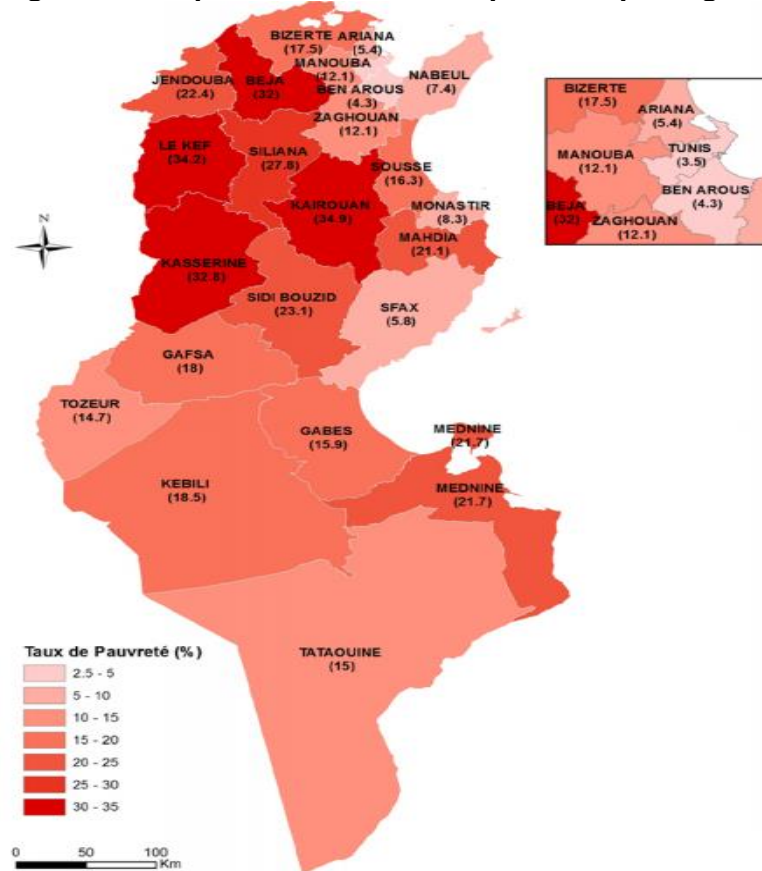 BIZERTE ARIANA
(17.5) (5.4)
MANOUBA
(12.1)
JENDOUBA
(22.4)
BEJA
(32)
BEN AROUS
(4.3)
NABEUL
(7.4)
ZAGHOUAN
(12.1)
LE KEF
(34.2)
SILIANA
(27.8)
SOUSSE
(16.3)
KAIROUAN
(34.9)
MONASTIR
(8.3)
MAHDIA
(21.1)
N
KASSERINE
(32.8)
SIDI BOUZID
(23.1)
SFAX
(5.8)
GAFSA
(18)
TOZEUR
(14.7)
GABES
(15.9)
MEDNINE
(21.7)
KEBILI
(18.5)
MEDNINE
(21.7)
TATAOUINE
(15)
BIZERTE
(17.5)
ARIANA
(5.4)
TUNIS
(3.5)
MANOUBA
(12.1)
BEN AROUS
(4.3)
BEJA
(32)
ZAGHOUAN
(12.1)
Taux de Pauvreté (%)
2.5 - 5
5 - 10
10 - 15
15 - 20
20 - 25
25 - 30
30 - 35
0 50 100
Km